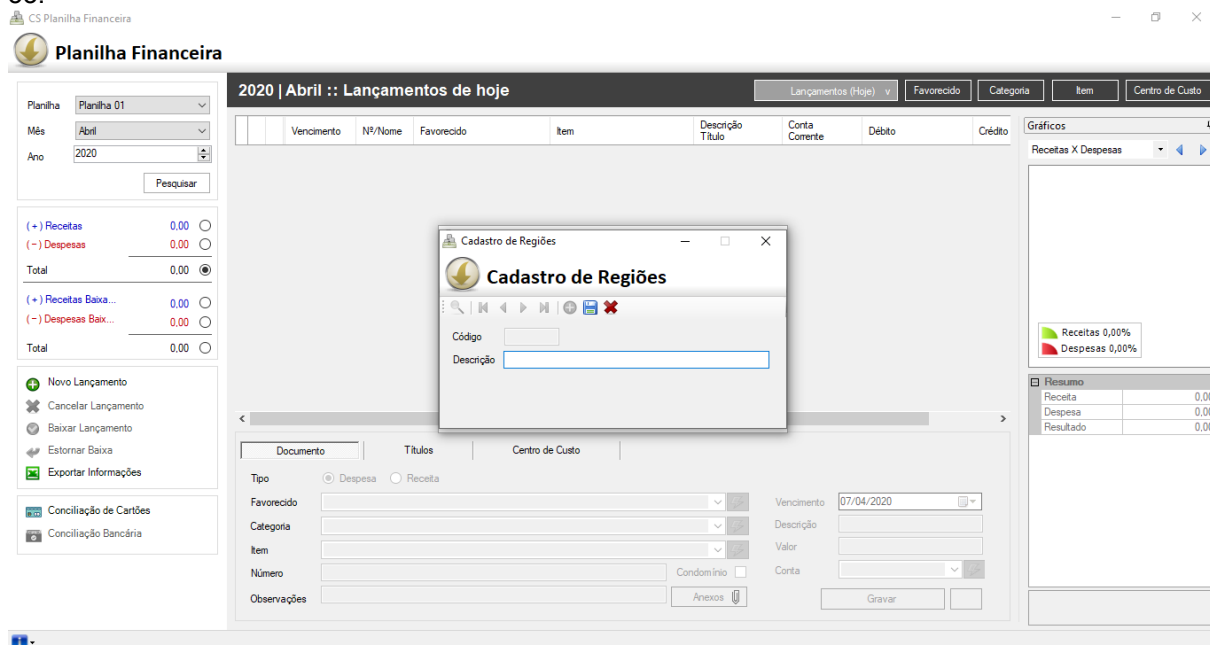 CS Planilha Financeira
Planilha Financeira
Planilha Planilha 01
Mês Abril
Ano 2020
Pesquisar
(+) Receitas 0,00
(-) Despesas 0,00
Total 0,00
(+) Receitas Baixa... 0,00
(-) Despesas Baix... 0,00
Total 0,00
Novo Lançamento
Cancelar Lançamento
Baixar Lançamento
Estornar Baixa
Exportar Informações
Conciliação de Cartões
Conciliação Bancária
2020 | Abril :: Lançamentos de hoje
Lançamentos (Hoje) v Favorecido Categoria Item Centro de Custo
Vencimento Nº/Nome Favorecido Item Descrição Título Conta Corrente Débito Crédito
Cadastro de Regiões
Cadastro de Regiões
Código
Descrição
Documento Títulos Centro de Custo
Tipo Despesa Receita
Favorecido Vencimento 07/04/2020
Categoria Descrição
Item Valor
Número Condomínio Conta
Observações Anexos Gravar
Gráficos
Receitas X Despesas
Receitas 0,00%
Despesas 0,00%
Resumo
Receita 0,00
Despesa 0,00
Resultado 0,00